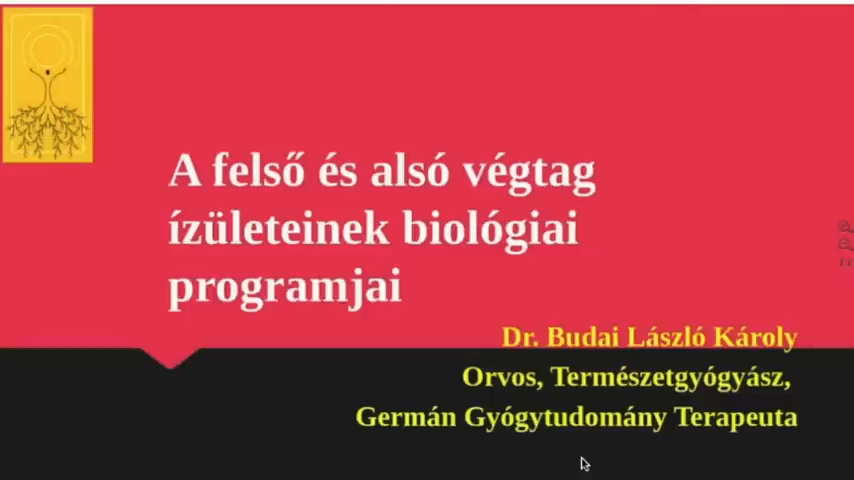 A felső és alsó végtag
ízületeinek biológiai
programjai
Dr. Budai László Károly
Orvos, Természetgyógyász,
Germán Gyógytudomány Terapeuta